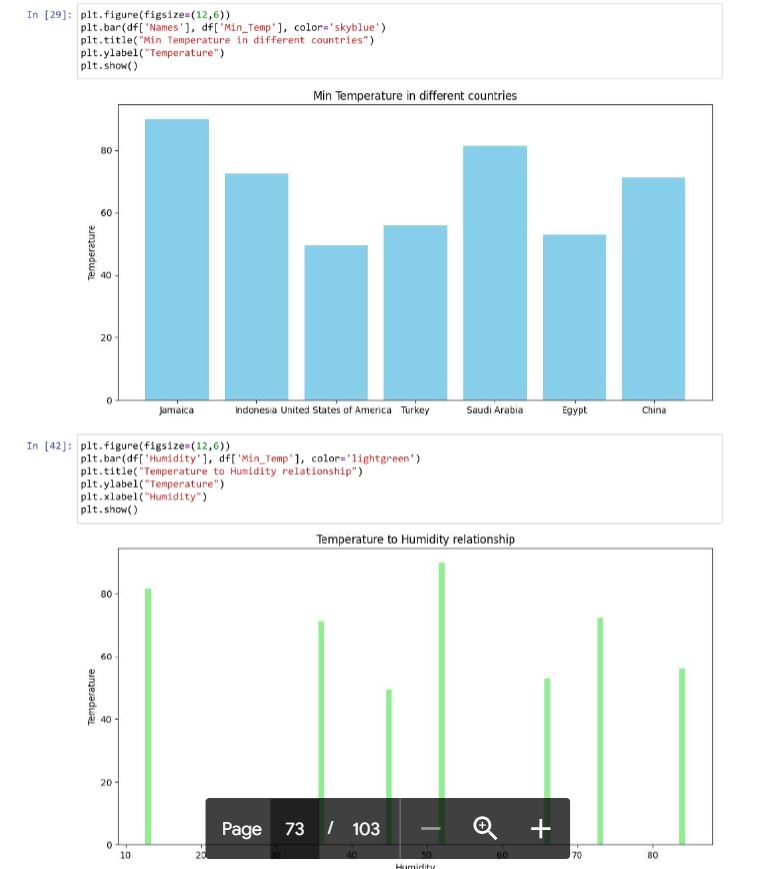 In [29]: plt.figure(figsize=(12,6))
plt.bar(df['Names'], df['Min_Temp'], color='skyblue')
plt.title("Min Temperature in different countries")
plt.ylabel("Temperature")
plt.show()
Min Temperature in different countries
80
60
40
20
0
Temperature
Jamaica Indonesia United States of America Turkey Saudi Arabia Egypt China
In [42]: plt.figure(figsize=(12,6))
plt.bar(df['Humidity'], df['Min_Temp'], color='lightgreen')
plt.title("Temperature to Humidity relationship")
plt.ylabel("Temperature")
plt.xlabel("Humidity")
plt.show()
Temperature to Humidity relationship
80
60
40
20
0
Temperature
Page 73 / 103
10 20 30 40 50 60 70 80
Humidity